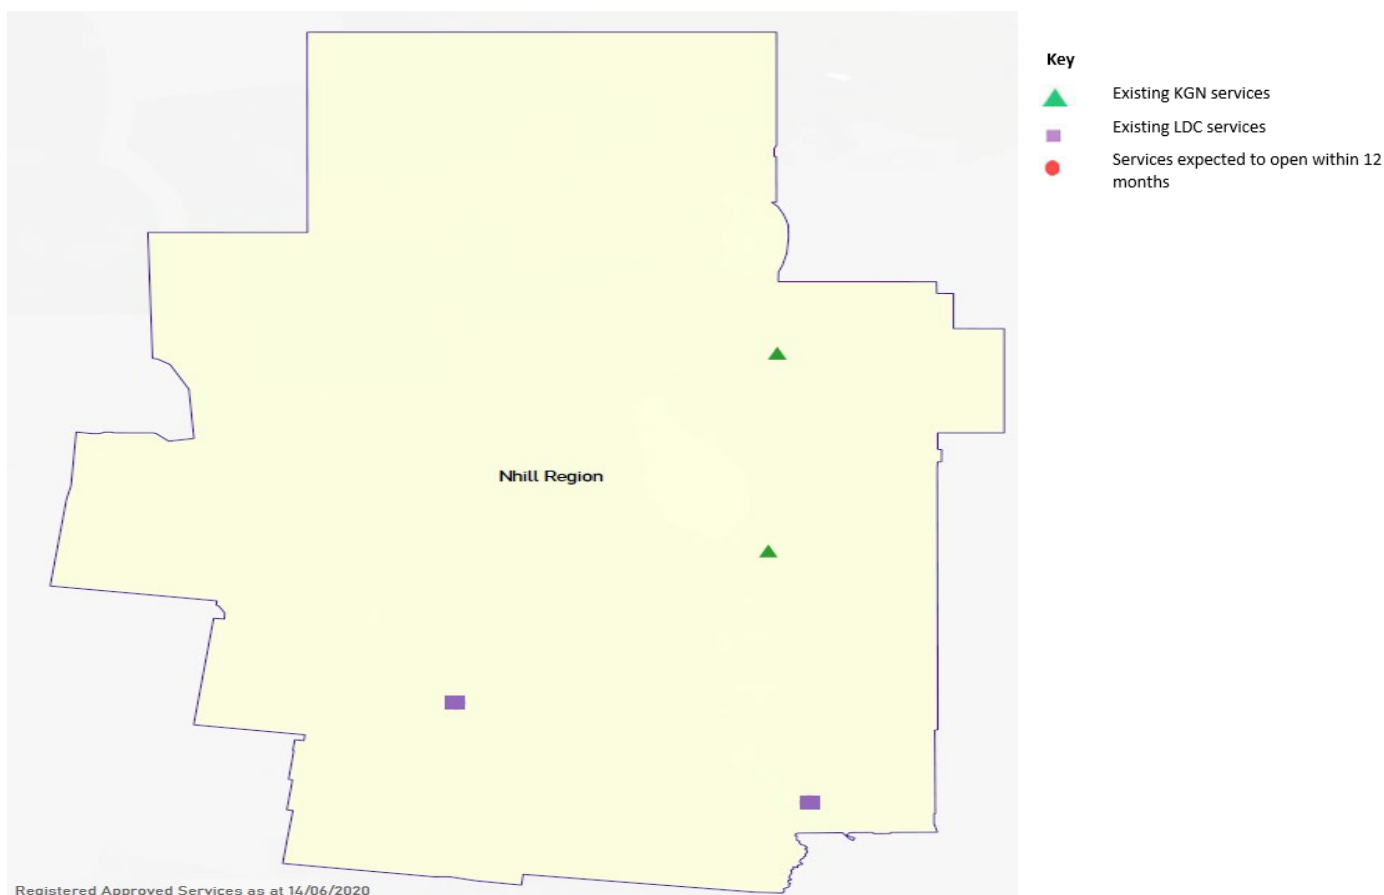 Key
Existing KGN services
Existing LDC services
Services expected to open within 12
months
Nhill Region
Registered Approved Services as at 14/06/2020